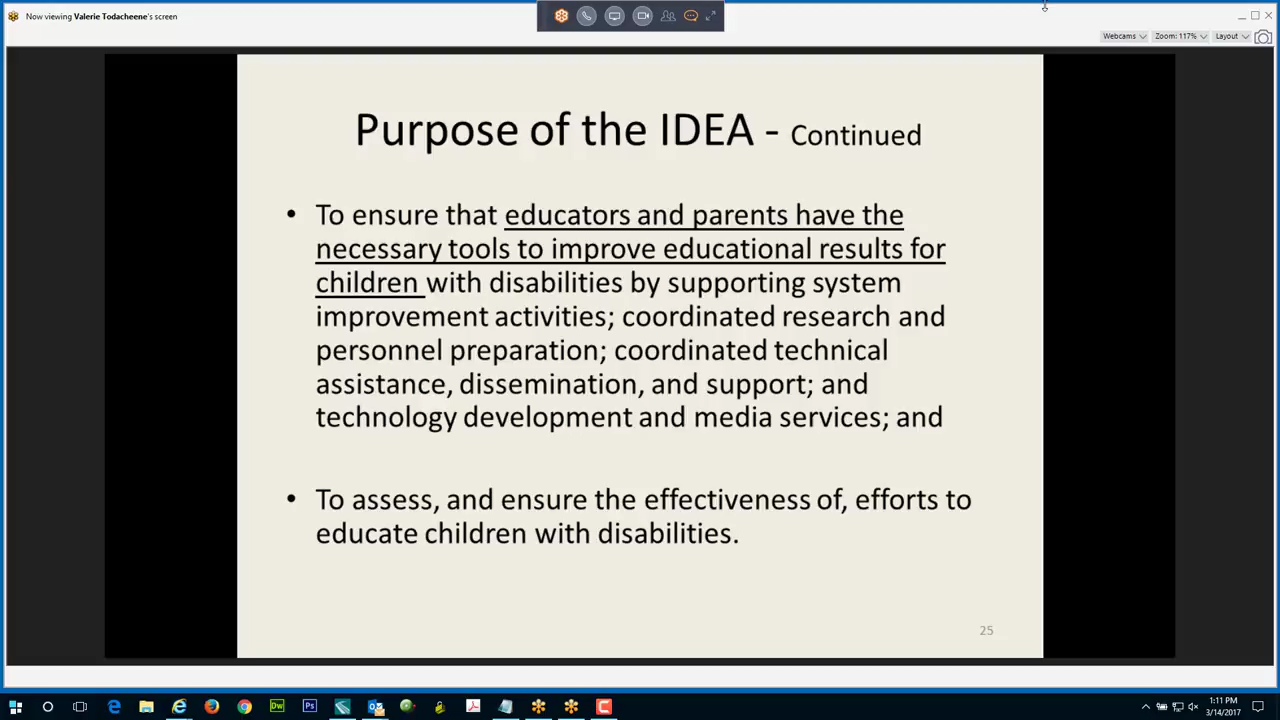 Now viewing Valerie Todacheene's screen
Webcams
Zoom: 117%
Layout
Purpose of the IDEA - Continued
• To ensure that educators and parents have the
necessary tools to improve educational results for
children with disabilities by supporting system
improvement activities; coordinated research and
personnel preparation; coordinated technical
assistance, dissemination, and support; and
technology development and media services; and
• To assess, and ensure the effectiveness of, efforts to
educate children with disabilities.
25
Dw
Ps
1:11 PM
3/14/2017